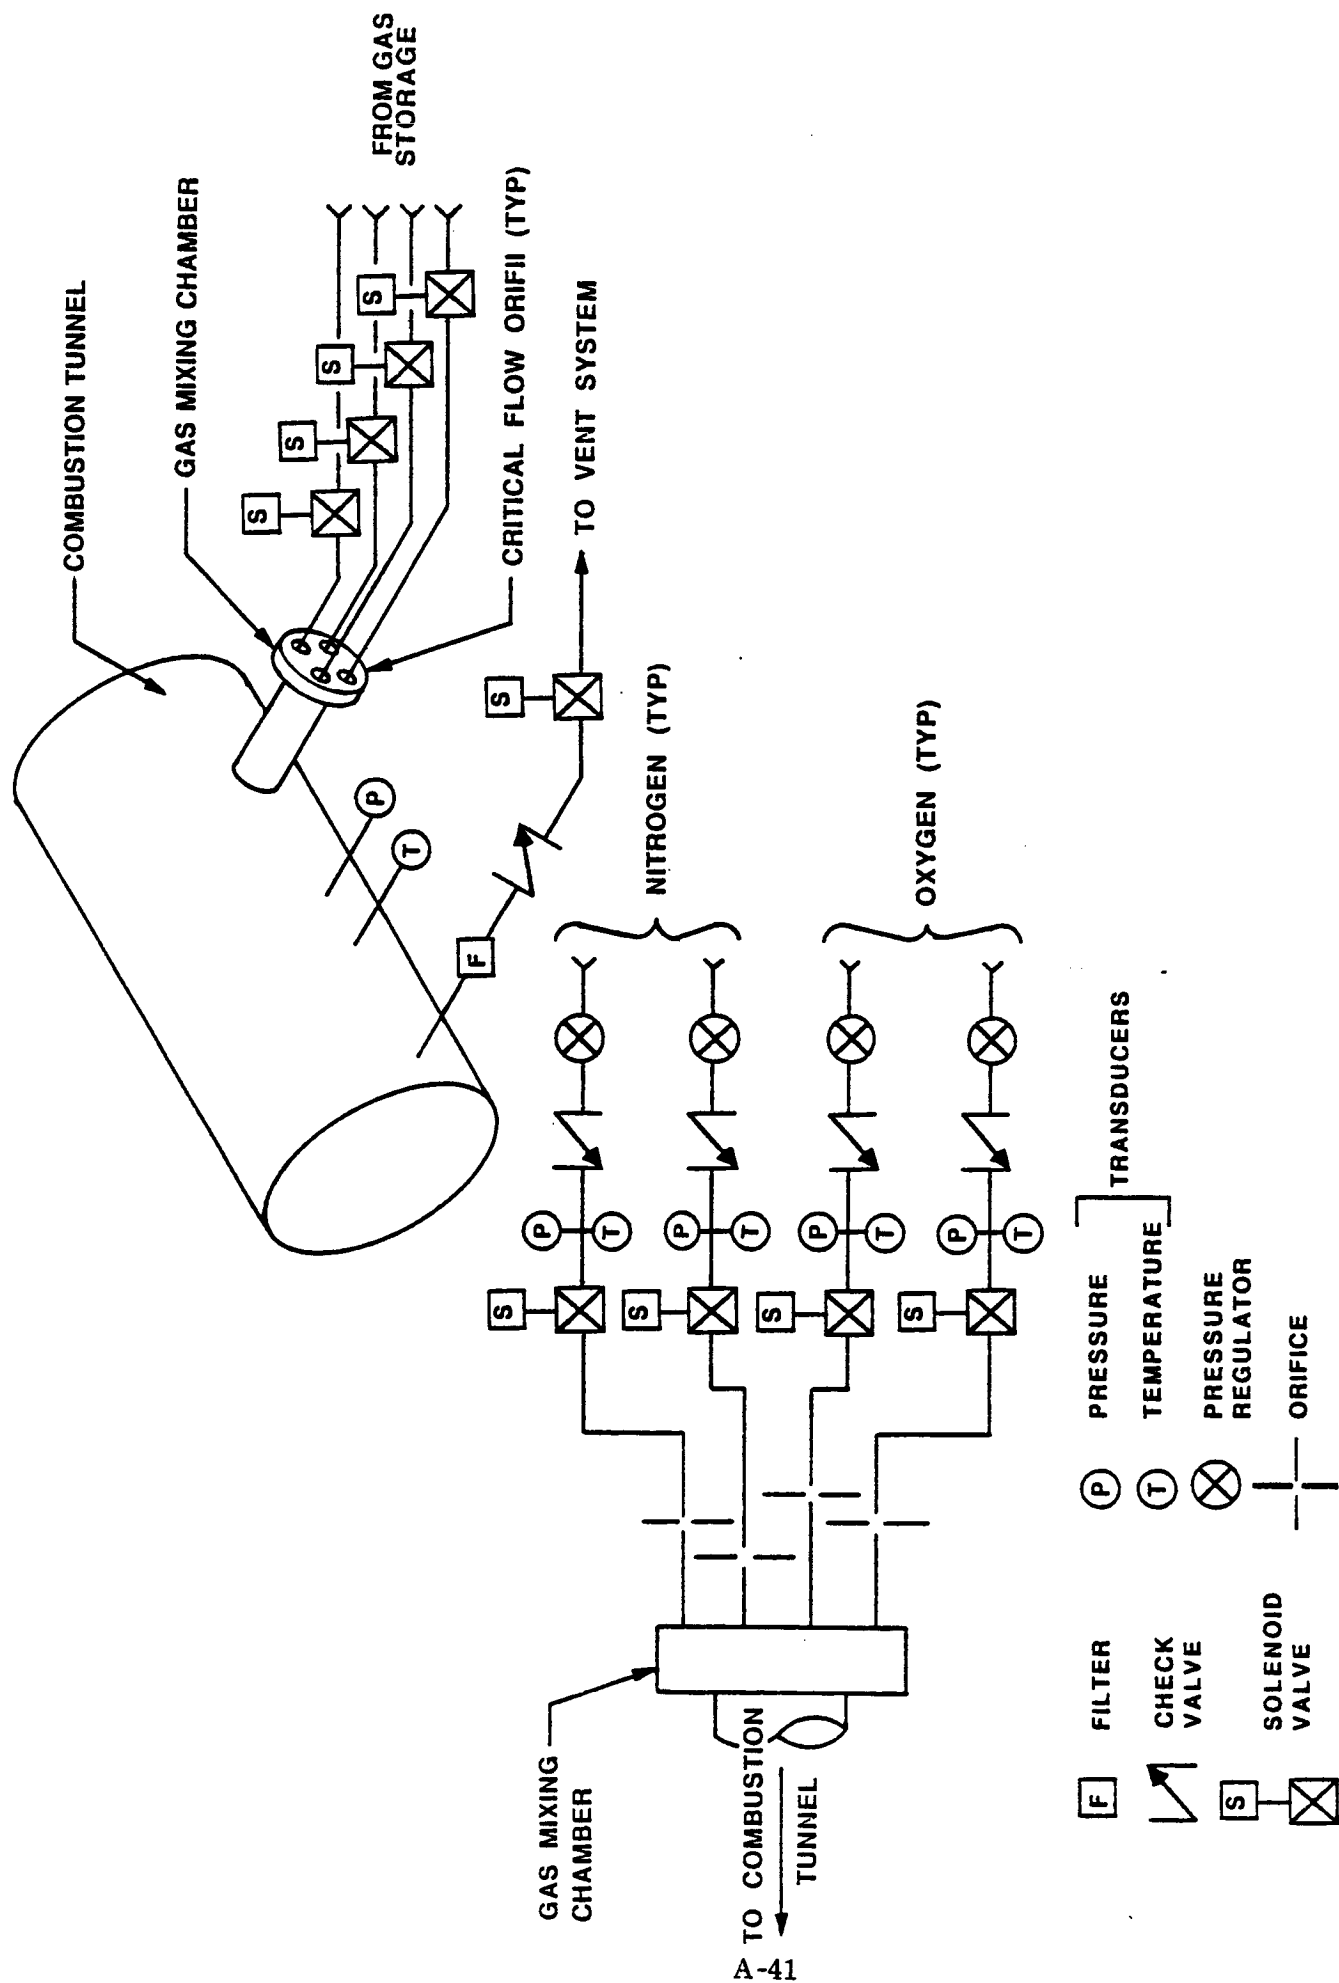 COMBUSTION TUNNEL
GAS MIXING CHAMBER
FROM GAS
STORAGE
S
S
S
S
CRITICAL FLOW ORIFII (TYP)
P
T
F
S
TO VENT SYSTEM
NITROGEN (TYP)
OXYGEN (TYP)
S
P
T
S
P
T
S
P
T
S
P
T
GAS MIXING
CHAMBER
TO COMBUSTION
TUNNEL
F
FILTER
CHECK
VALVE
S
SOLENOID
VALVE
P
PRESSURE
T
TEMPERATURE
TRANSDUCERS
PRESSURE
REGULATOR
ORIFICE
A-41